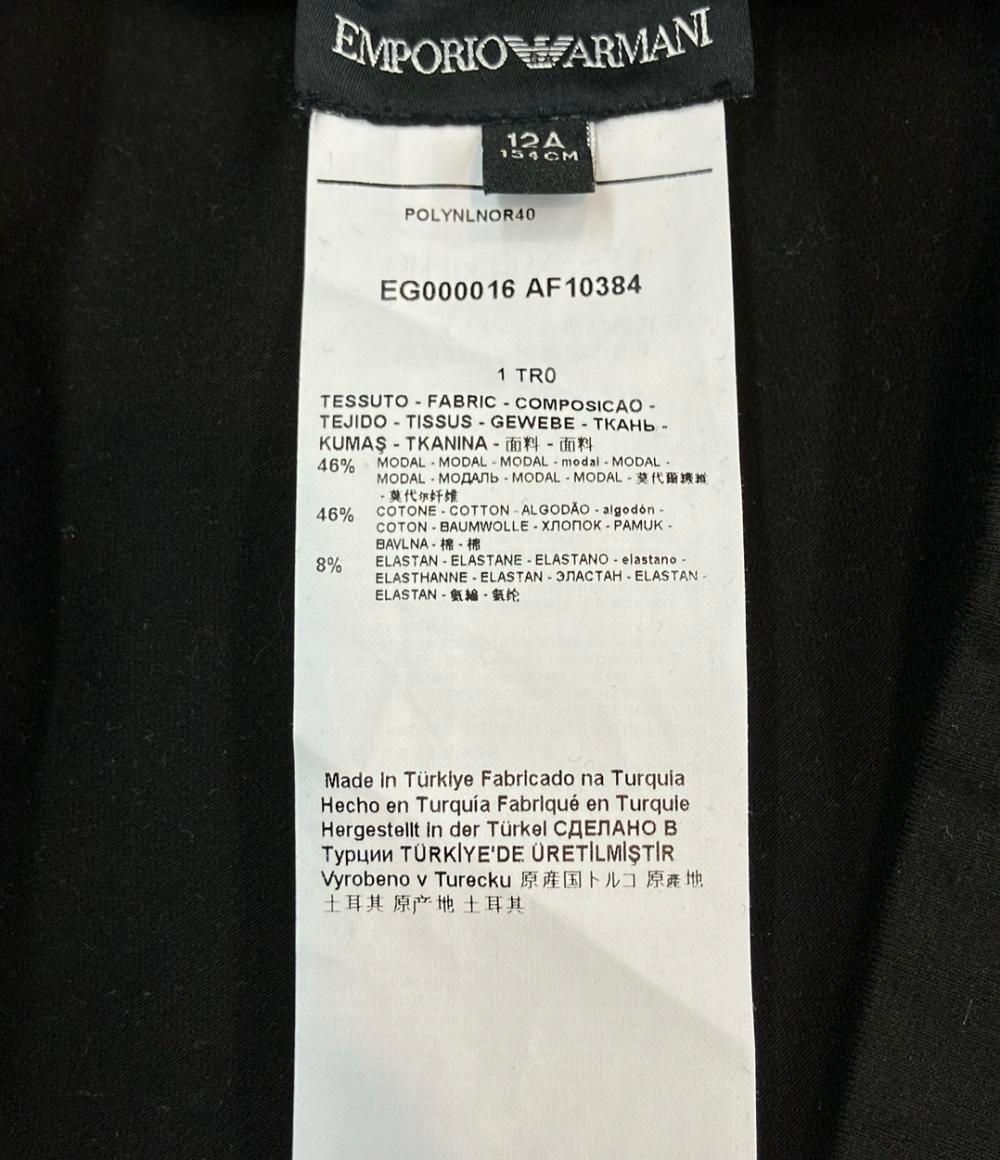 EMPORIO ARMANI
12A
154CM
POLYNLNOR40
EG000016 AF10384
1 TR0
TESSUTO - FABRIC - COMPOSICAO -
TEJIDO - TISSUS - GEWEBE - ТКАНЬ -
KUMAŞ - TKANINA - 面料 - 面料
46% MODAL - MODAL - MODAL - modal - MODAL -
MODAL - МОДАЛЬ - MODAL - MODAL - 莫代爾纖維
- 莫代尔纤维
46% COTONE - COTTON - ALGODÃO - algodón -
COTON - BAUMWOLLE - ХЛОПОК - PAMUK -
BAVLNA - 棉 - 棉
8% ELASTAN - ELASTANE - ELASTANO - elastano -
ELASTHANNE - ELASTAN - ЭЛАСТАН - ELASTAN -
ELASTAN - 氨綸 - 氨纶
Made in Türkiye Fabricado na Turquia
Hecho en Turquía Fabriqué en Turquie
Hergestellt in der Türkei СДЕЛАНО В
Турции TÜRKİYE'DE ÜRETİLMİŞTİR
Vyrobeno v Turecku 原産国トルコ 原產地
土耳其 原产地 土耳其